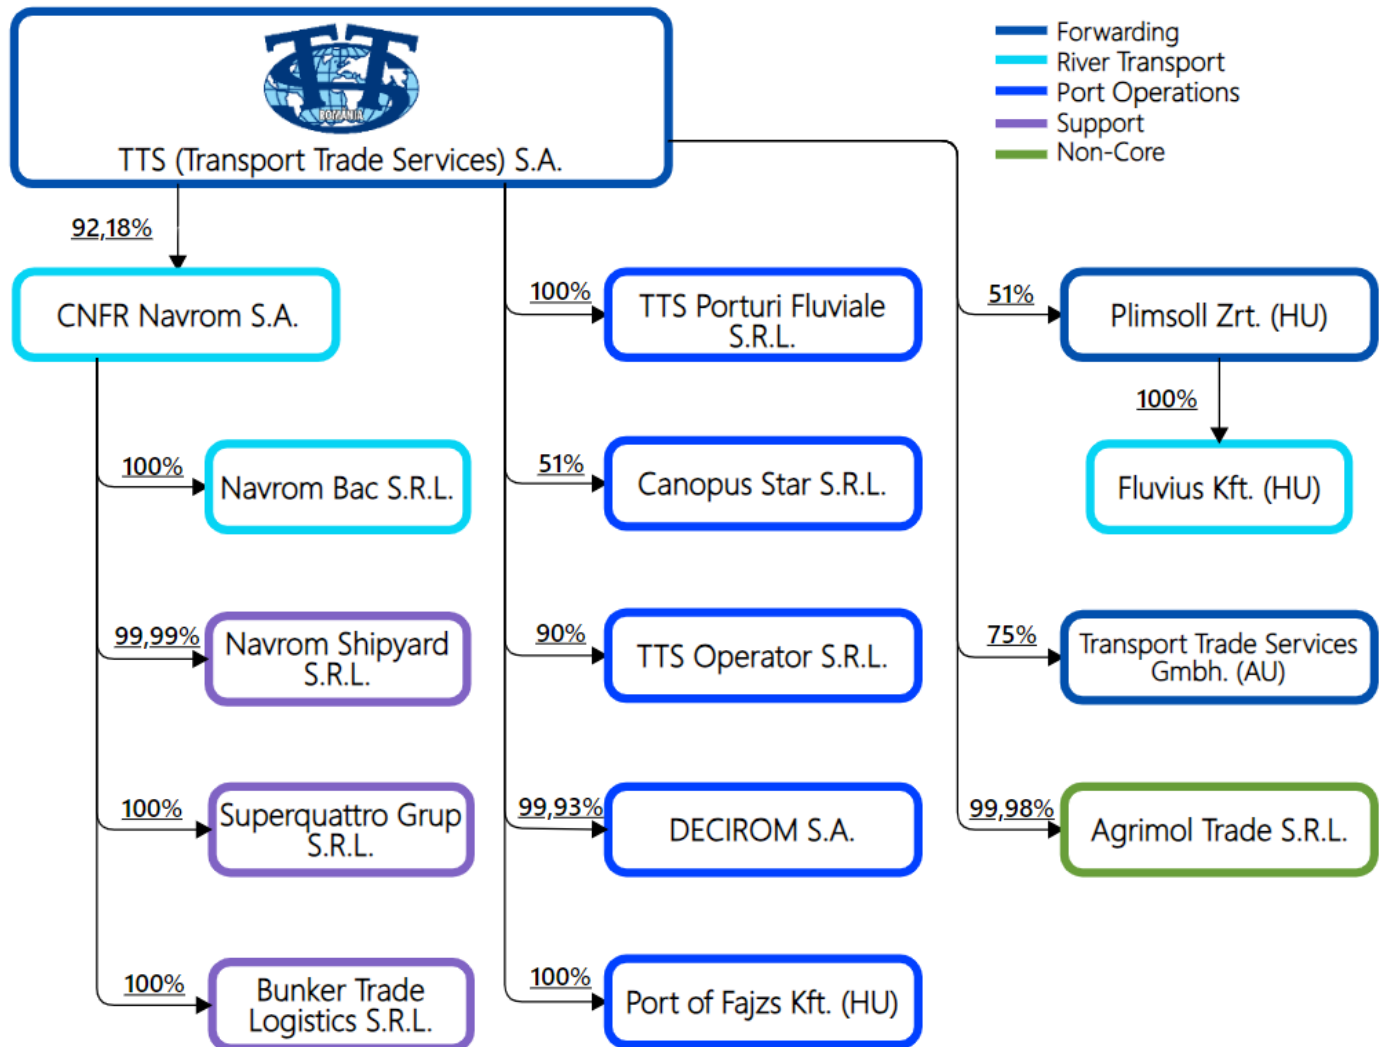 TTS
ROMANIA
TTS (Transport Trade Services) S.A.
Forwarding
River Transport
Port Operations
Support
Non-Core
92,18%
CNFR Navrom S.A.
100%
Navrom Bac S.R.L.
99,99%
Navrom Shipyard
S.R.L.
100%
Superquattro Grup
S.R.L.
100%
Bunker Trade
Logistics S.R.L.
100%
TTS Porturi Fluviale
S.R.L.
51%
Canopus Star S.R.L.
90%
TTS Operator S.R.L.
99,93%
DECIROM S.A.
100%
Port of Fajzs Kft. (HU)
51%
Plimsoll Zrt. (HU)
100%
Fluvius Kft. (HU)
75%
Transport Trade Services
Gmbh. (AU)
99,98%
Agrimol Trade S.R.L.